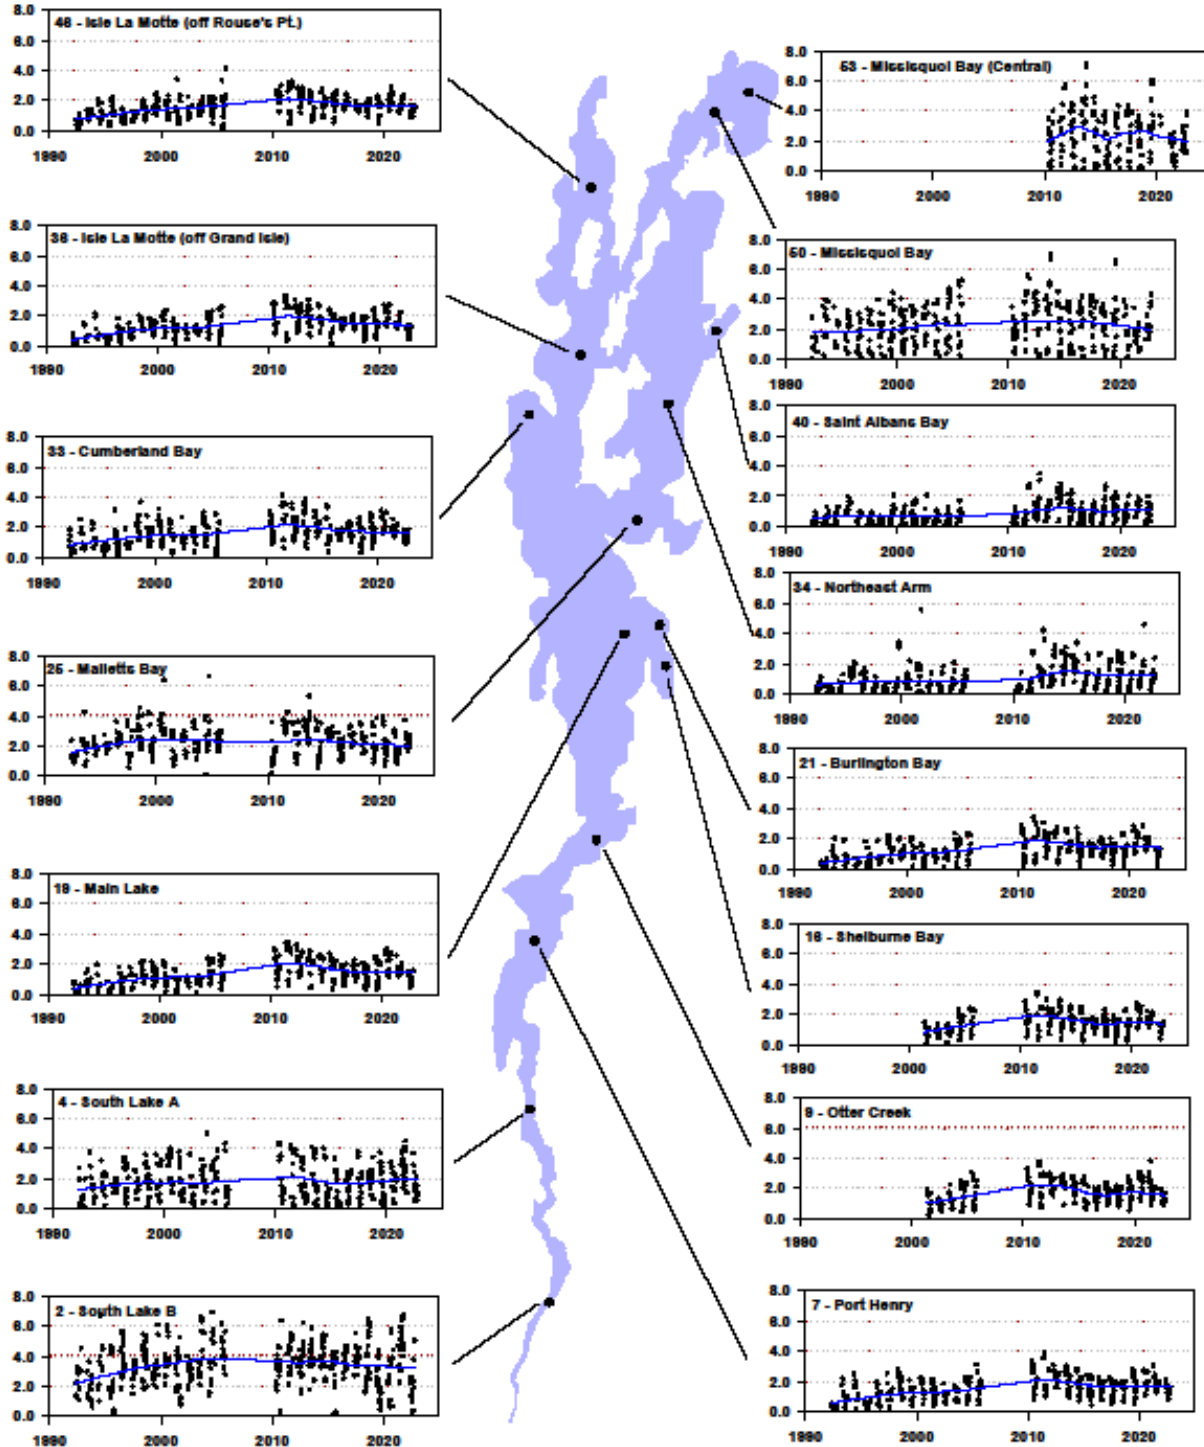 46 - Isle La Motte (off Rouse's Pt.)
8.0
6.0
4.0
2.0
0.0
1990 2000 2010 2020
36 - Isle La Motte (off Grand Isle)
8.0
6.0
4.0
2.0
0.0
1990 2000 2010 2020
33 - Cumberland Bay
8.0
6.0
4.0
2.0
0.0
1990 2000 2010 2020
25 - Malletts Bay
8.0
6.0
4.0
2.0
0.0
1990 2000 2010 2020
19 - Main Lake
8.0
6.0
4.0
2.0
0.0
1990 2000 2010 2020
4 - South Lake A
8.0
6.0
4.0
2.0
0.0
1990 2000 2010 2020
2 - South Lake B
8.0
6.0
4.0
2.0
0.0
1990 2000 2010 2020
53 - Missisquoi Bay (Central)
8.0
6.0
4.0
2.0
0.0
1990 2000 2010 2020
50 - Missisquoi Bay
8.0
6.0
4.0
2.0
0.0
1990 2000 2010 2020
40 - Saint Albans Bay
8.0
6.0
4.0
2.0
0.0
1990 2000 2010 2020
34 - Northeast Arm
8.0
6.0
4.0
2.0
0.0
1990 2000 2010 2020
21 - Burlington Bay
8.0
6.0
4.0
2.0
0.0
1990 2000 2010 2020
16 - Shelburne Bay
8.0
6.0
4.0
2.0
0.0
1990 2000 2010 2020
9 - Otter Creek
8.0
6.0
4.0
2.0
0.0
1990 2000 2010 2020
7 - Port Henry
8.0
6.0
4.0
2.0
0.0
1990 2000 2010 2020